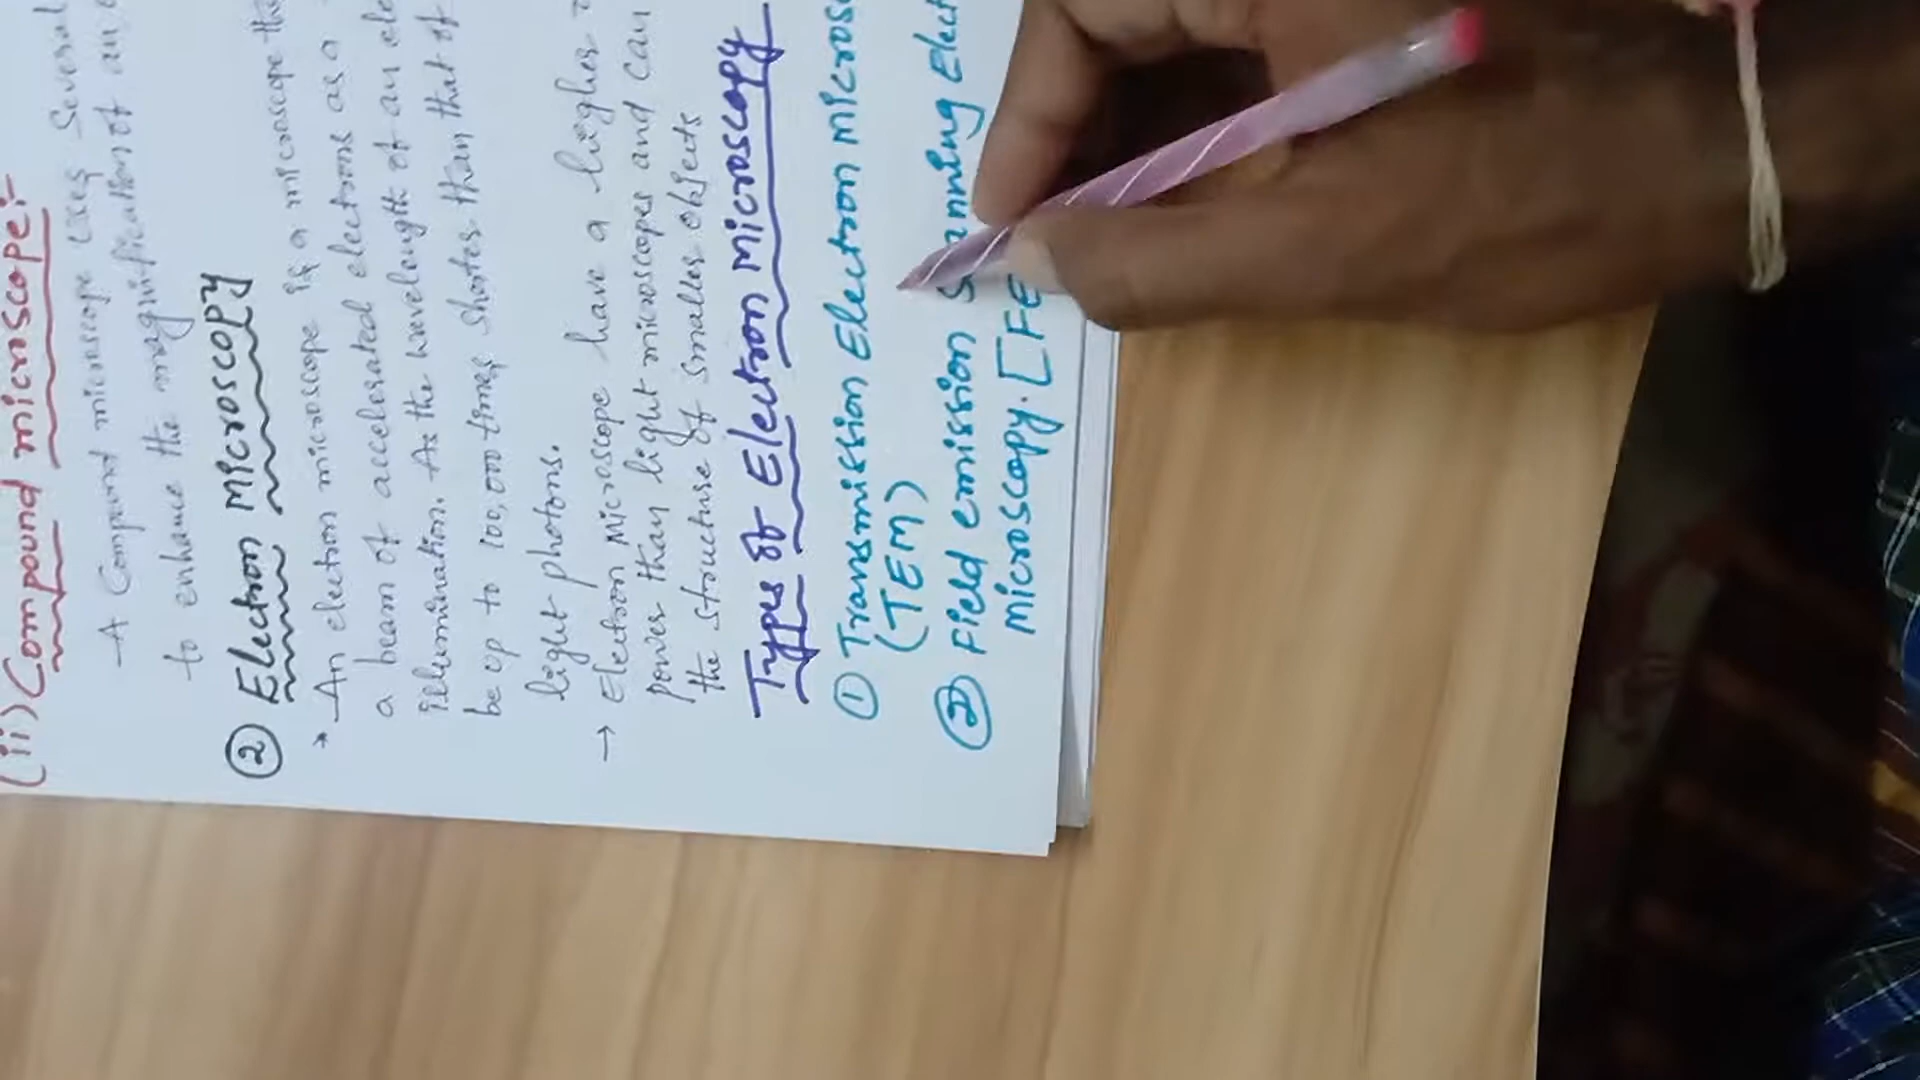 (ii) Compound microscope:-
→ A Compound microscope uses Several
to enhance the magnification of an
② Electron Microscopy
→ An electron microscope is a microscope tha
a beam of accelerated electrons as a
illumination. As the wavelength of an ele
be up to 100,000 times shorter than that of
light photons.
→ Electron Microscope have a higher
power than light microscopes and can
the structure of smaller objects
Types of Electron Microscopy
① Transmission Electron Micros
(TEM)
② Field emission Scanning Elect
Microscopy. [FE